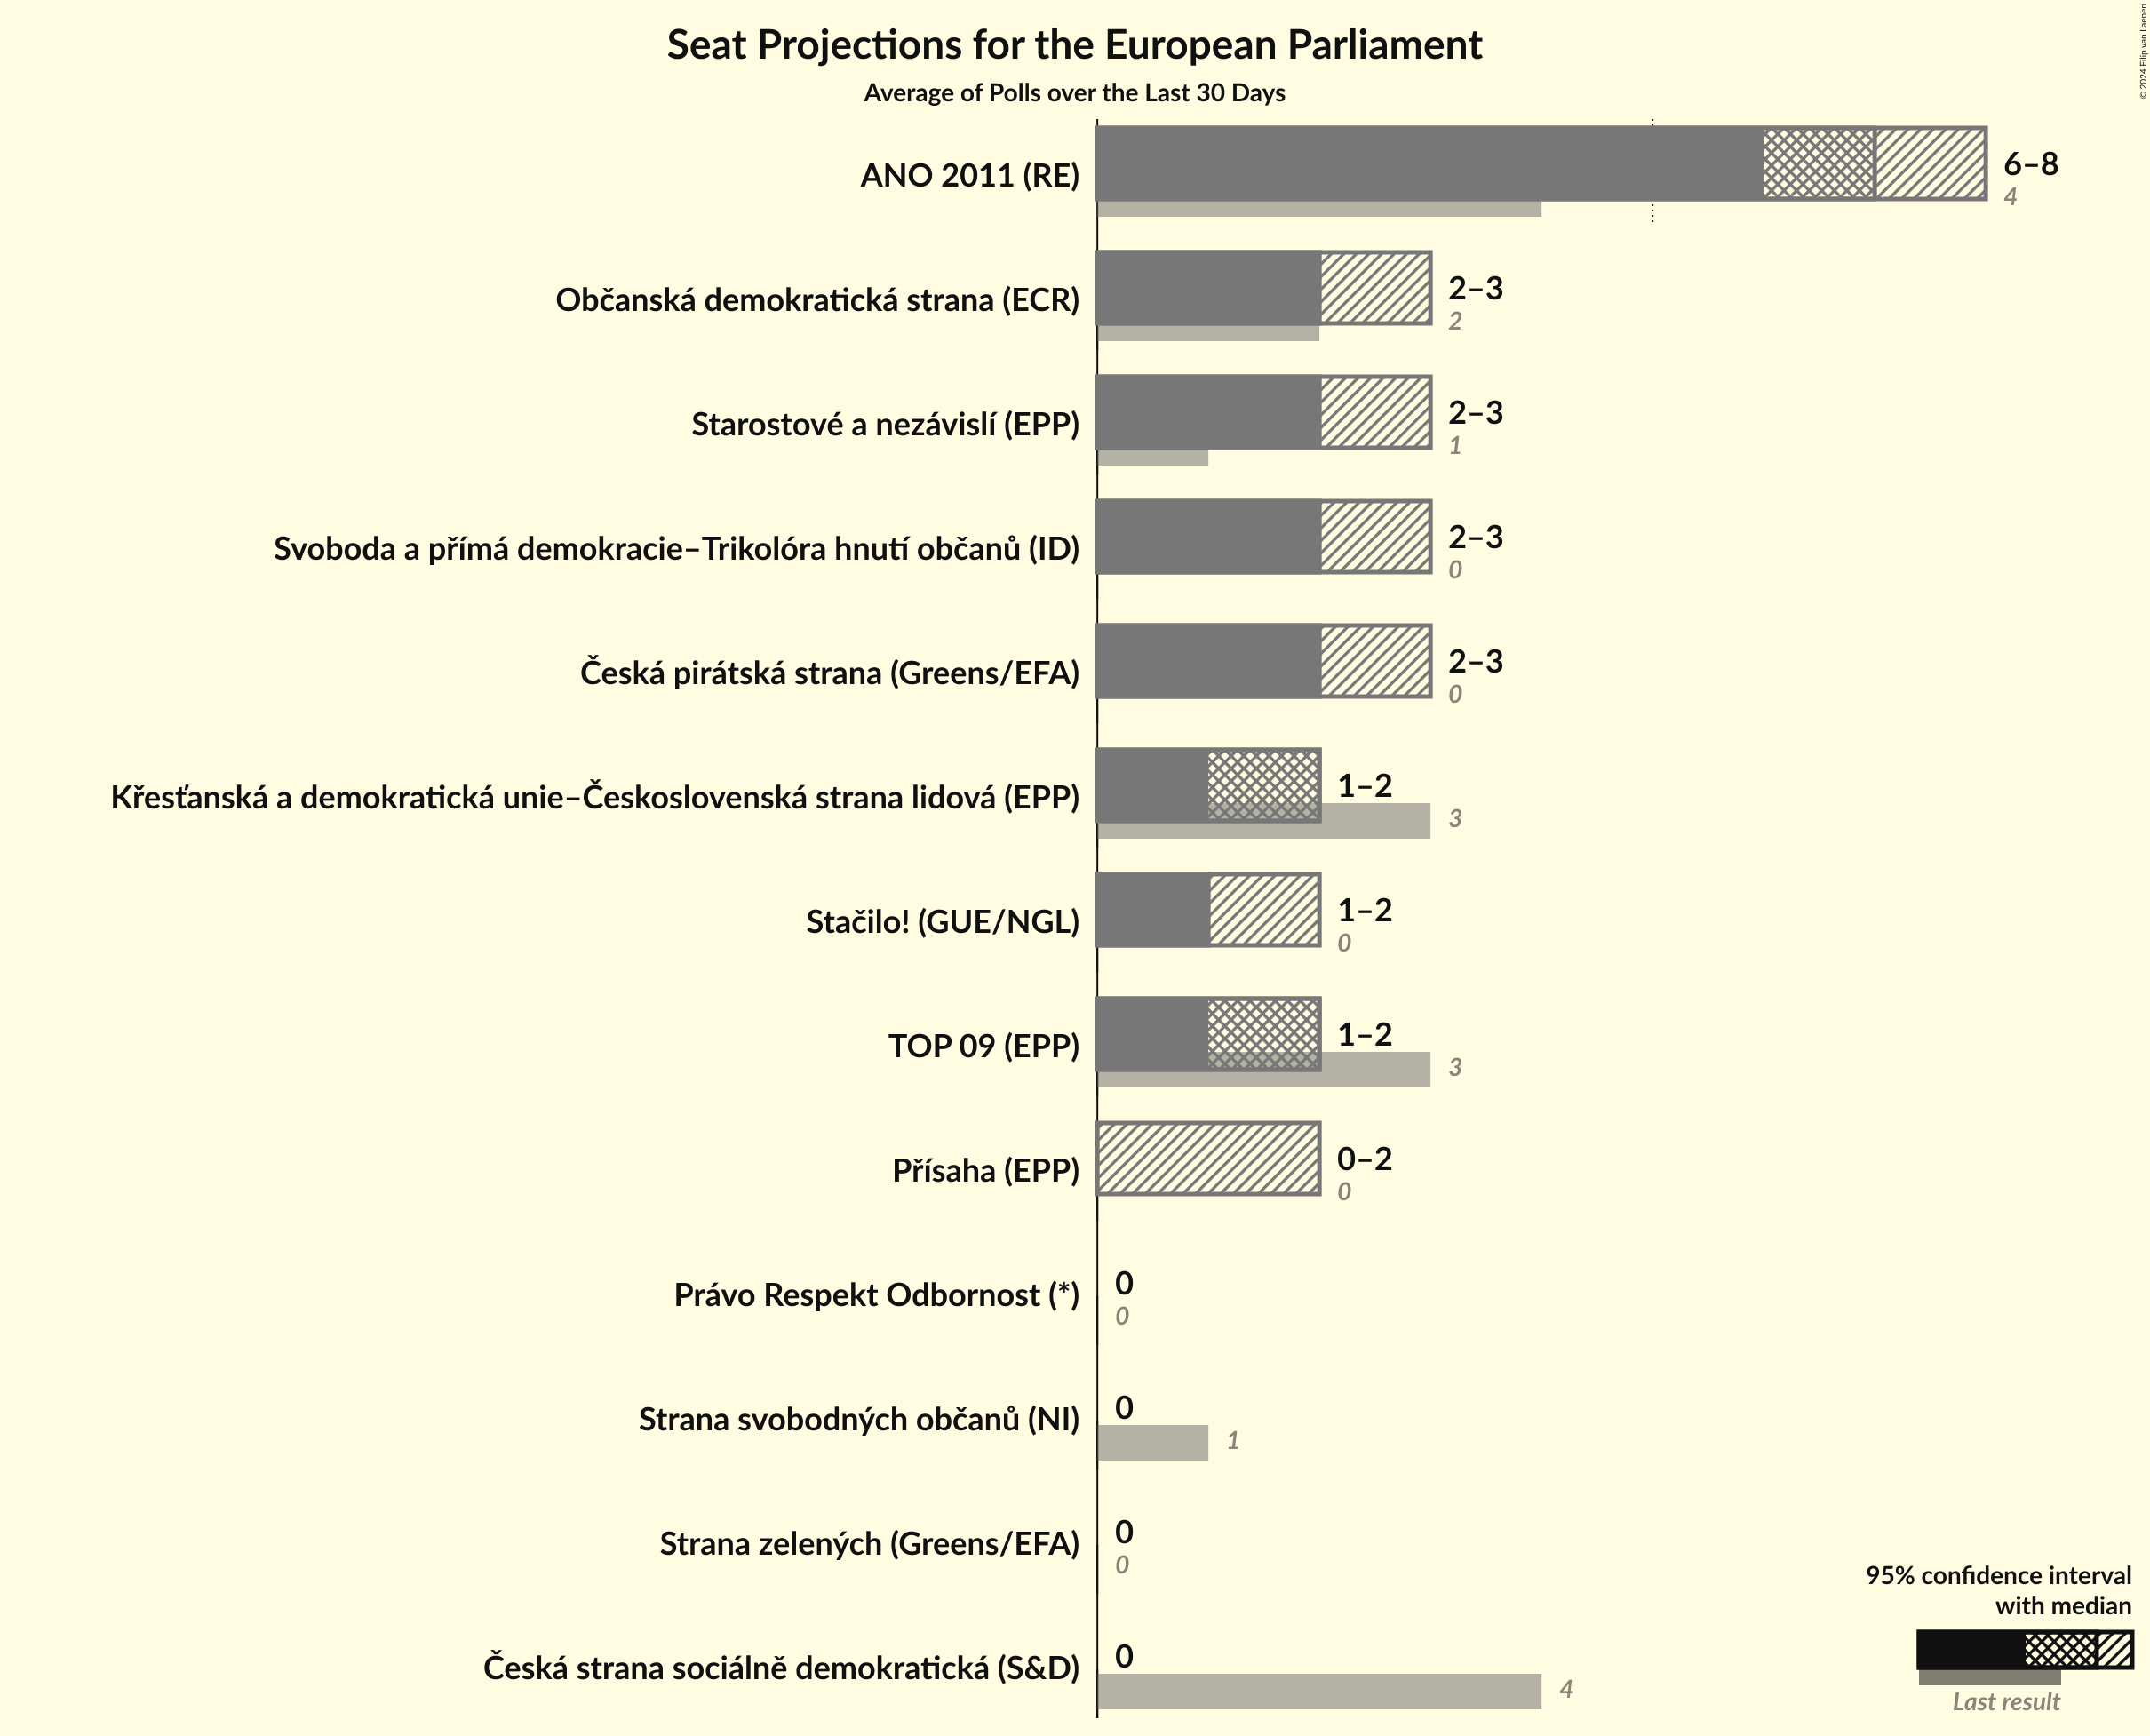 Seat Projections for the European Parliament
Average of Polls over the Last 30 Days
© 2024 Filip van Laenen
ANO 2011 (RE)
6–8
4
Občanská demokratická strana (ECR)
2–3
2
Starostové a nezávislí (EPP)
2–3
1
Svoboda a přímá demokracie–Trikolóra hnutí občanů (ID)
2–3
0
Česká pirátská strana (Greens/EFA)
2–3
0
Křesťanská a demokratická unie–Československá strana lidová (EPP)
1–2
3
Stačilo! (GUE/NGL)
1–2
0
TOP 09 (EPP)
1–2
3
Přísaha (EPP)
0–2
0
Právo Respekt Odbornost (*)
0
0
Strana svobodných občanů (NI)
0
1
Strana zelených (Greens/EFA)
0
0
Česká strana sociálně demokratická (S&D)
0
4
95% confidence interval
with median
Last result